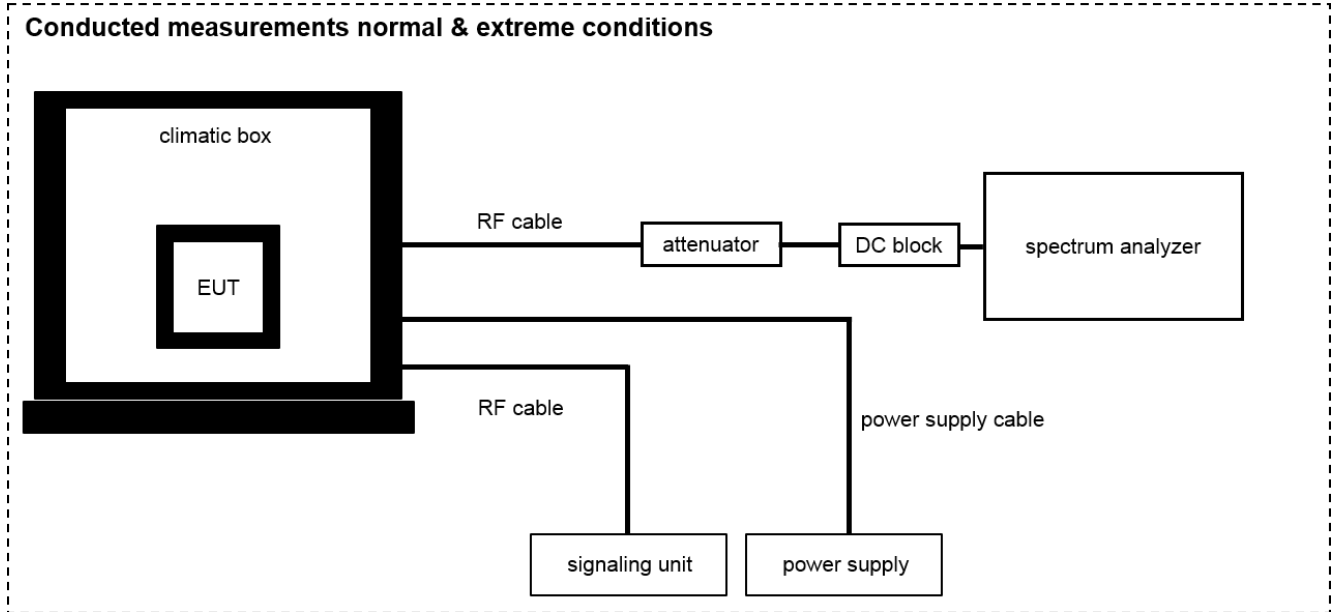 Conducted measurements normal & extreme conditions
climatic box
RF cable
attenuator
DC block
spectrum analyzer
EUT
RF cable
power supply cable
signaling unit
power supply